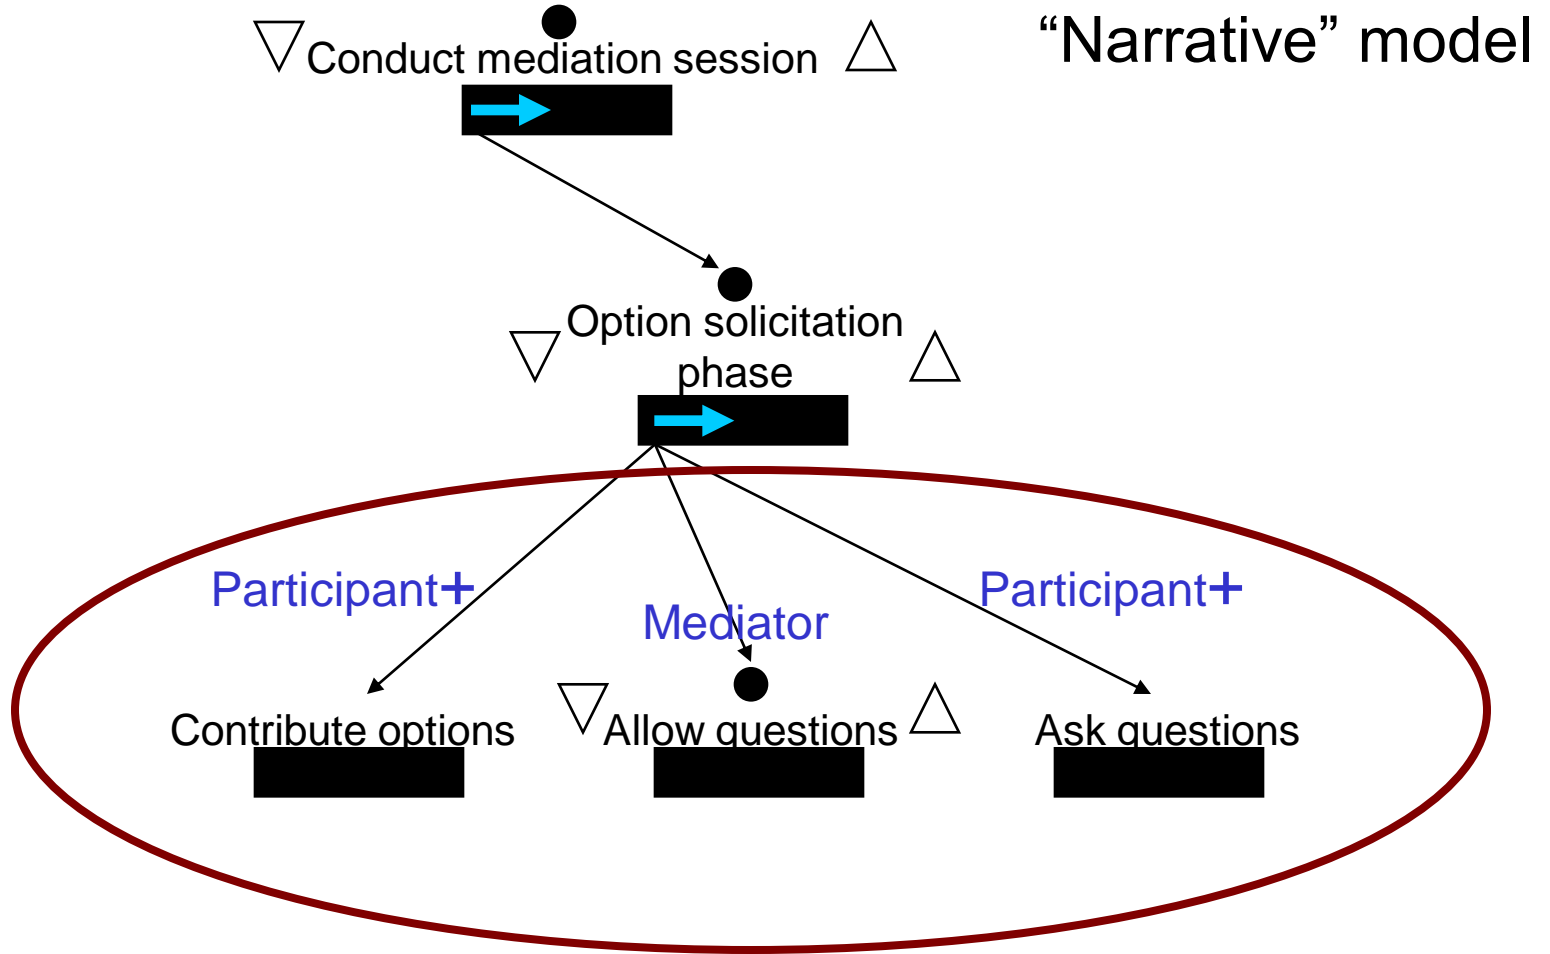 “Narrative” model
Conduct mediation session
Option solicitation
phase
Participant+
Mediator
Participant+
Contribute options
Allow questions
Ask questions